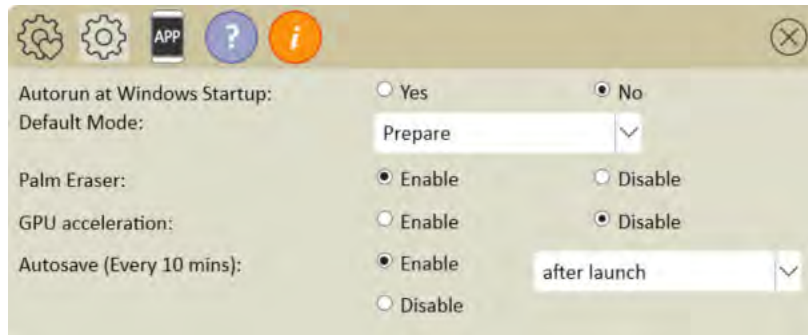 APP ? i
Autorun at Windows Startup: Yes No
Default Mode: Prepare
Palm Eraser: Enable Disable
GPU acceleration: Enable Disable
Autosave (Every 10 mins): Enable after launch
Disable